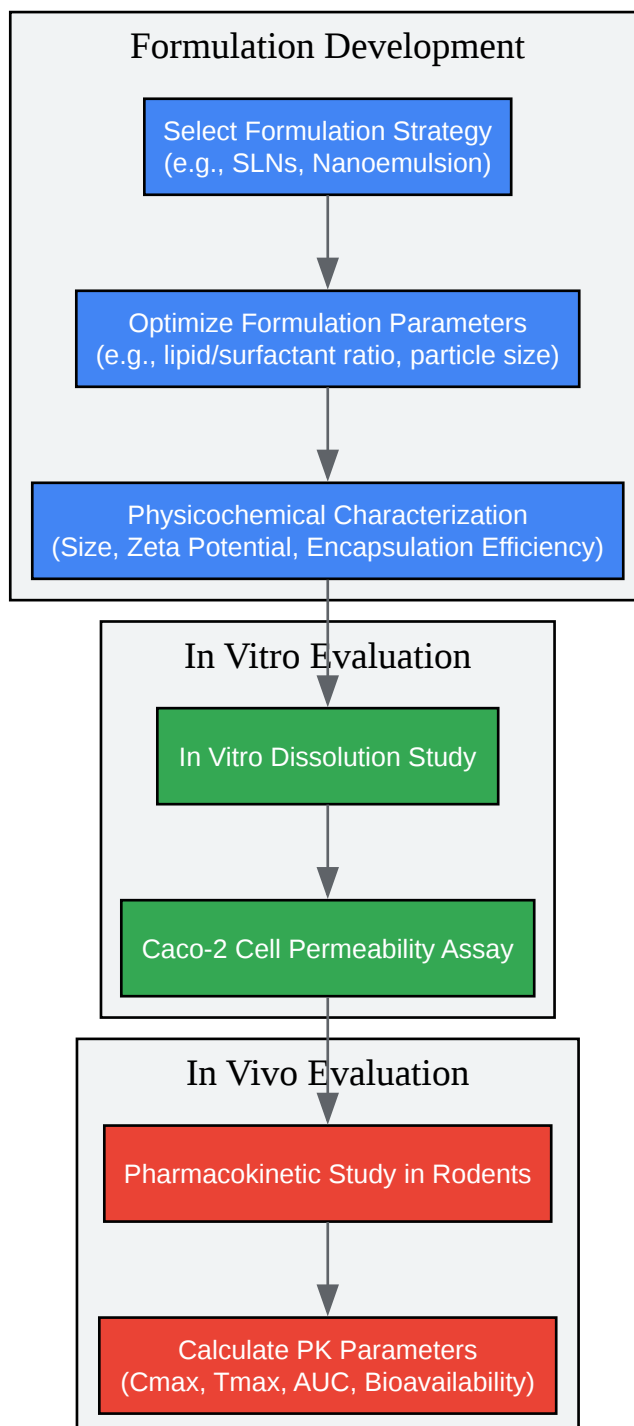 Formulation Development
Select Formulation Strategy
(e.g., SLNs, Nanoemulsion)
Optimize Formulation Parameters
(e.g., lipid/surfactant ratio, particle size)
Physicochemical Characterization
(Size, Zeta Potential, Encapsulation Efficiency)
In Vitro Evaluation
In Vitro Dissolution Study
Caco-2 Cell Permeability Assay
In Vivo Evaluation
Pharmacokinetic Study in Rodents
Calculate PK Parameters
(Cmax, Tmax, AUC, Bioavailability)